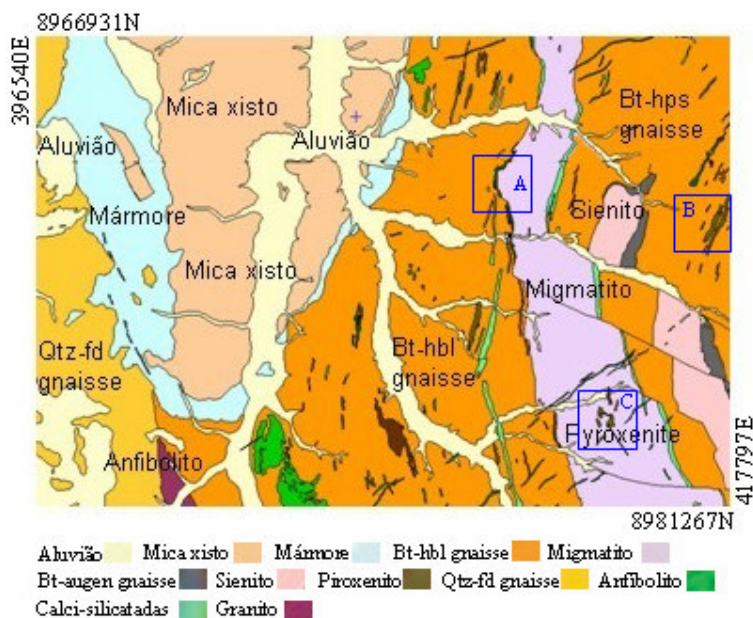 8966931N
396540E
Mica xisto
Bt-hps
gnaisse
Aluvião
Aluvião
A
Sienito
B
Mármore
Mica xisto
Migmatito
Qtz-fd
gnaisse
Bt-hbl
gnaisse
C
Pyroxenite
Anfibolito
417797E
8981267N
Aluvião Mica xisto Mármore Bt-hbl gnaisse Migmatito
Bt-augen gnaisse Sienito Piroxenito Qtz-fd gnaisse Anfíbolito
Calci-silicatadas Granito